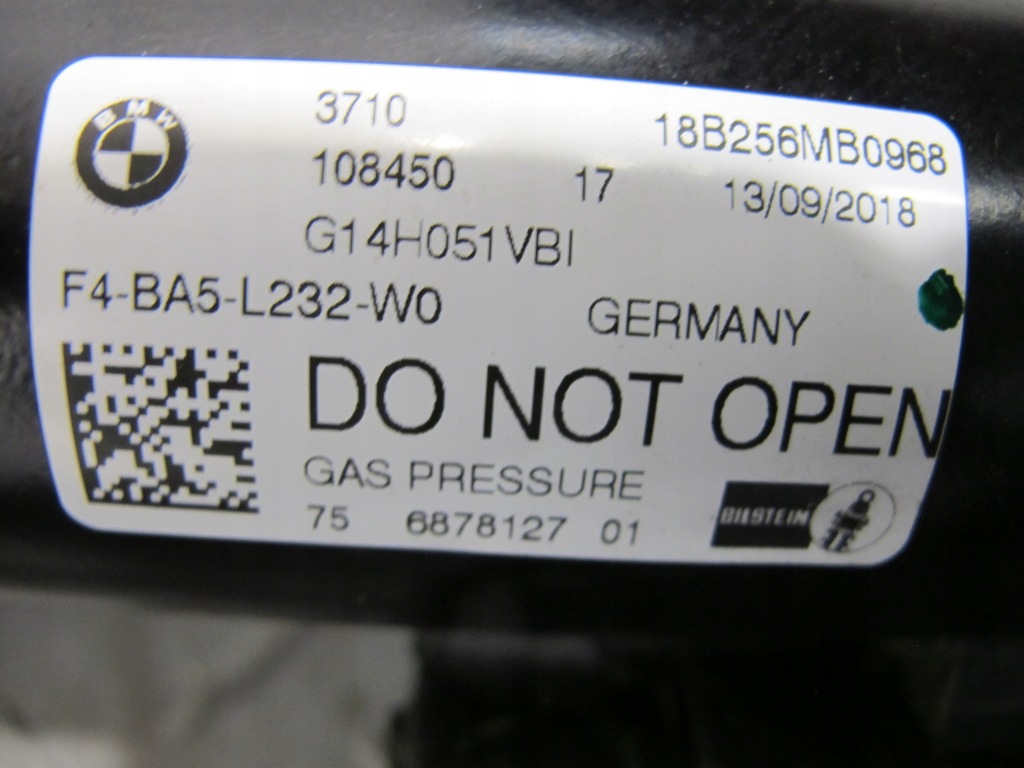 BMW
3710 18B256MB0968
108450 17 13/09/2018
G14H051VBI
F4-BA5-L232-W0 GERMANY
DO NOT OPEN
GAS PRESSURE
75 6878127 01
BILSTEIN